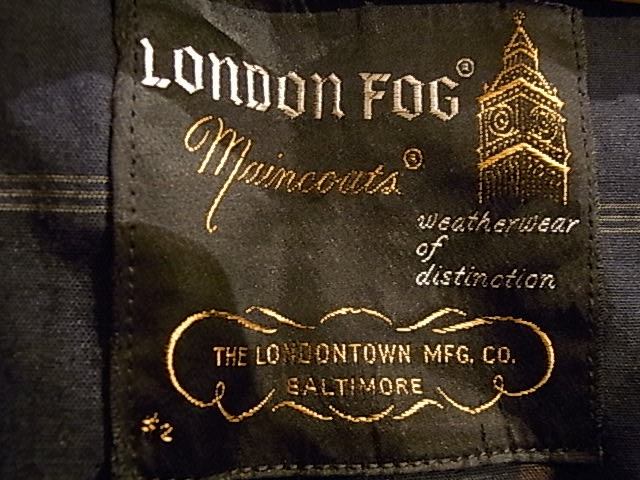 LONDON FOG®
Maincoats®
weatherwear
of
distinction
THE LONDONTOWN MFG. CO.
BALTIMORE
#2